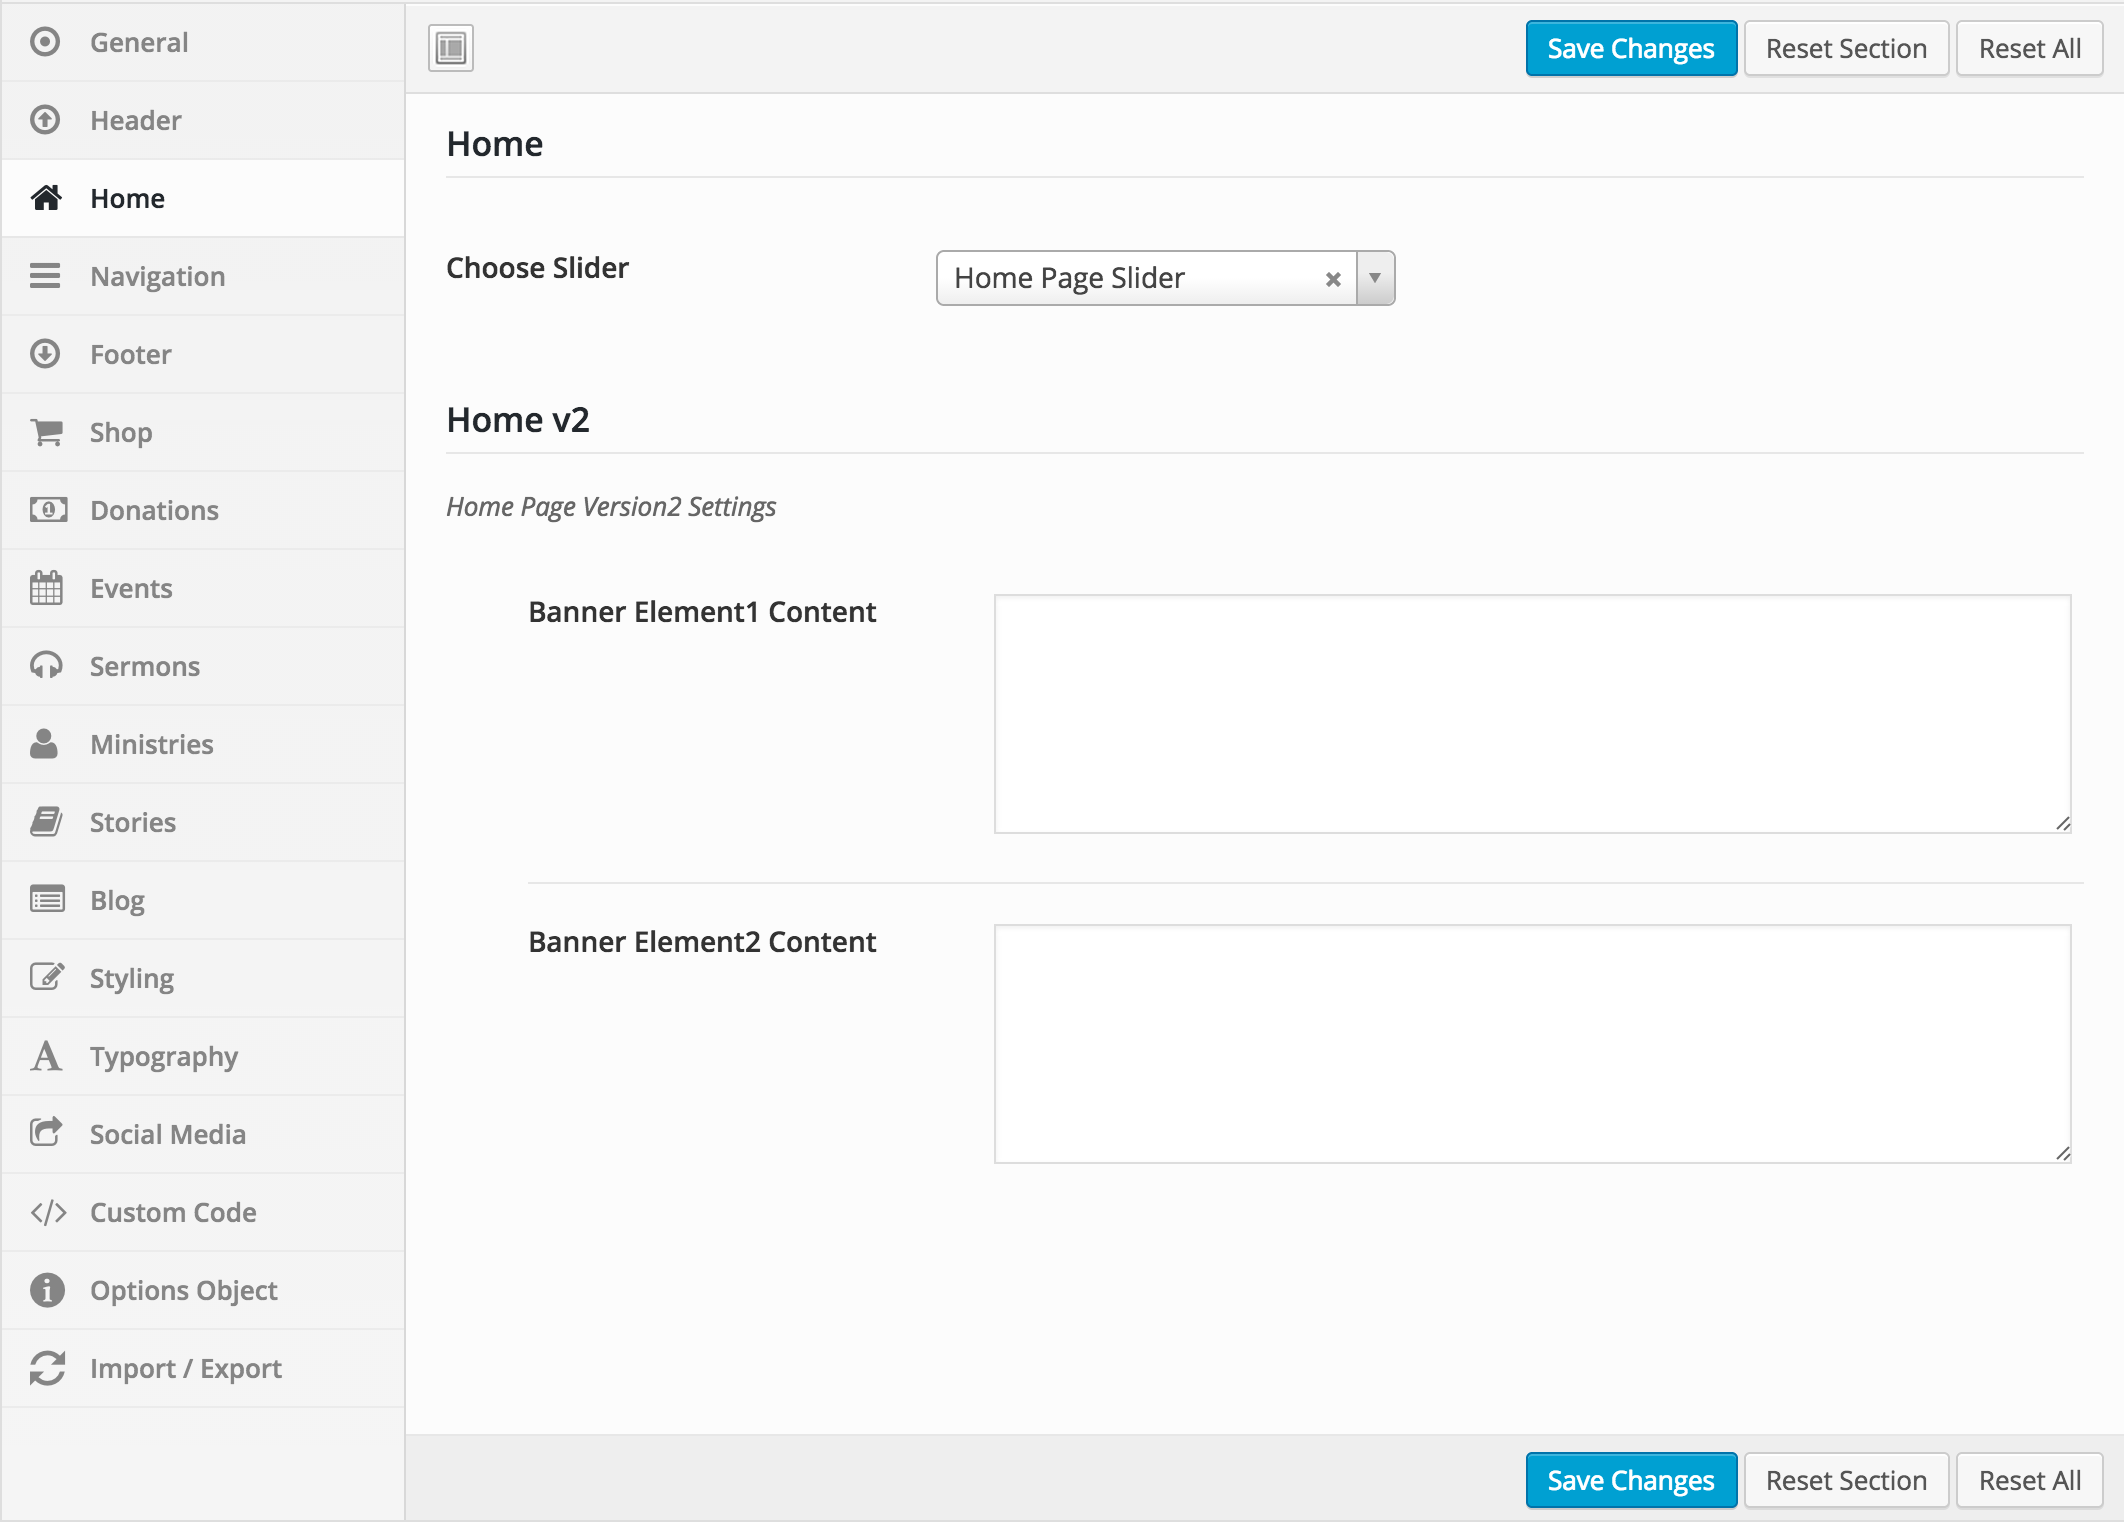 General
Header
Home
Navigation
Footer
Shop
Donations
Events
Sermons
Ministries
Stories
Blog
Styling
Typography
Social Media
Custom Code
Options Object
Import / Export
Save Changes Reset Section Reset All
Home
Choose Slider Home Page Slider
Home v2
Home Page Version2 Settings
Banner Element1 Content
Banner Element2 Content
Save Changes Reset Section Reset All